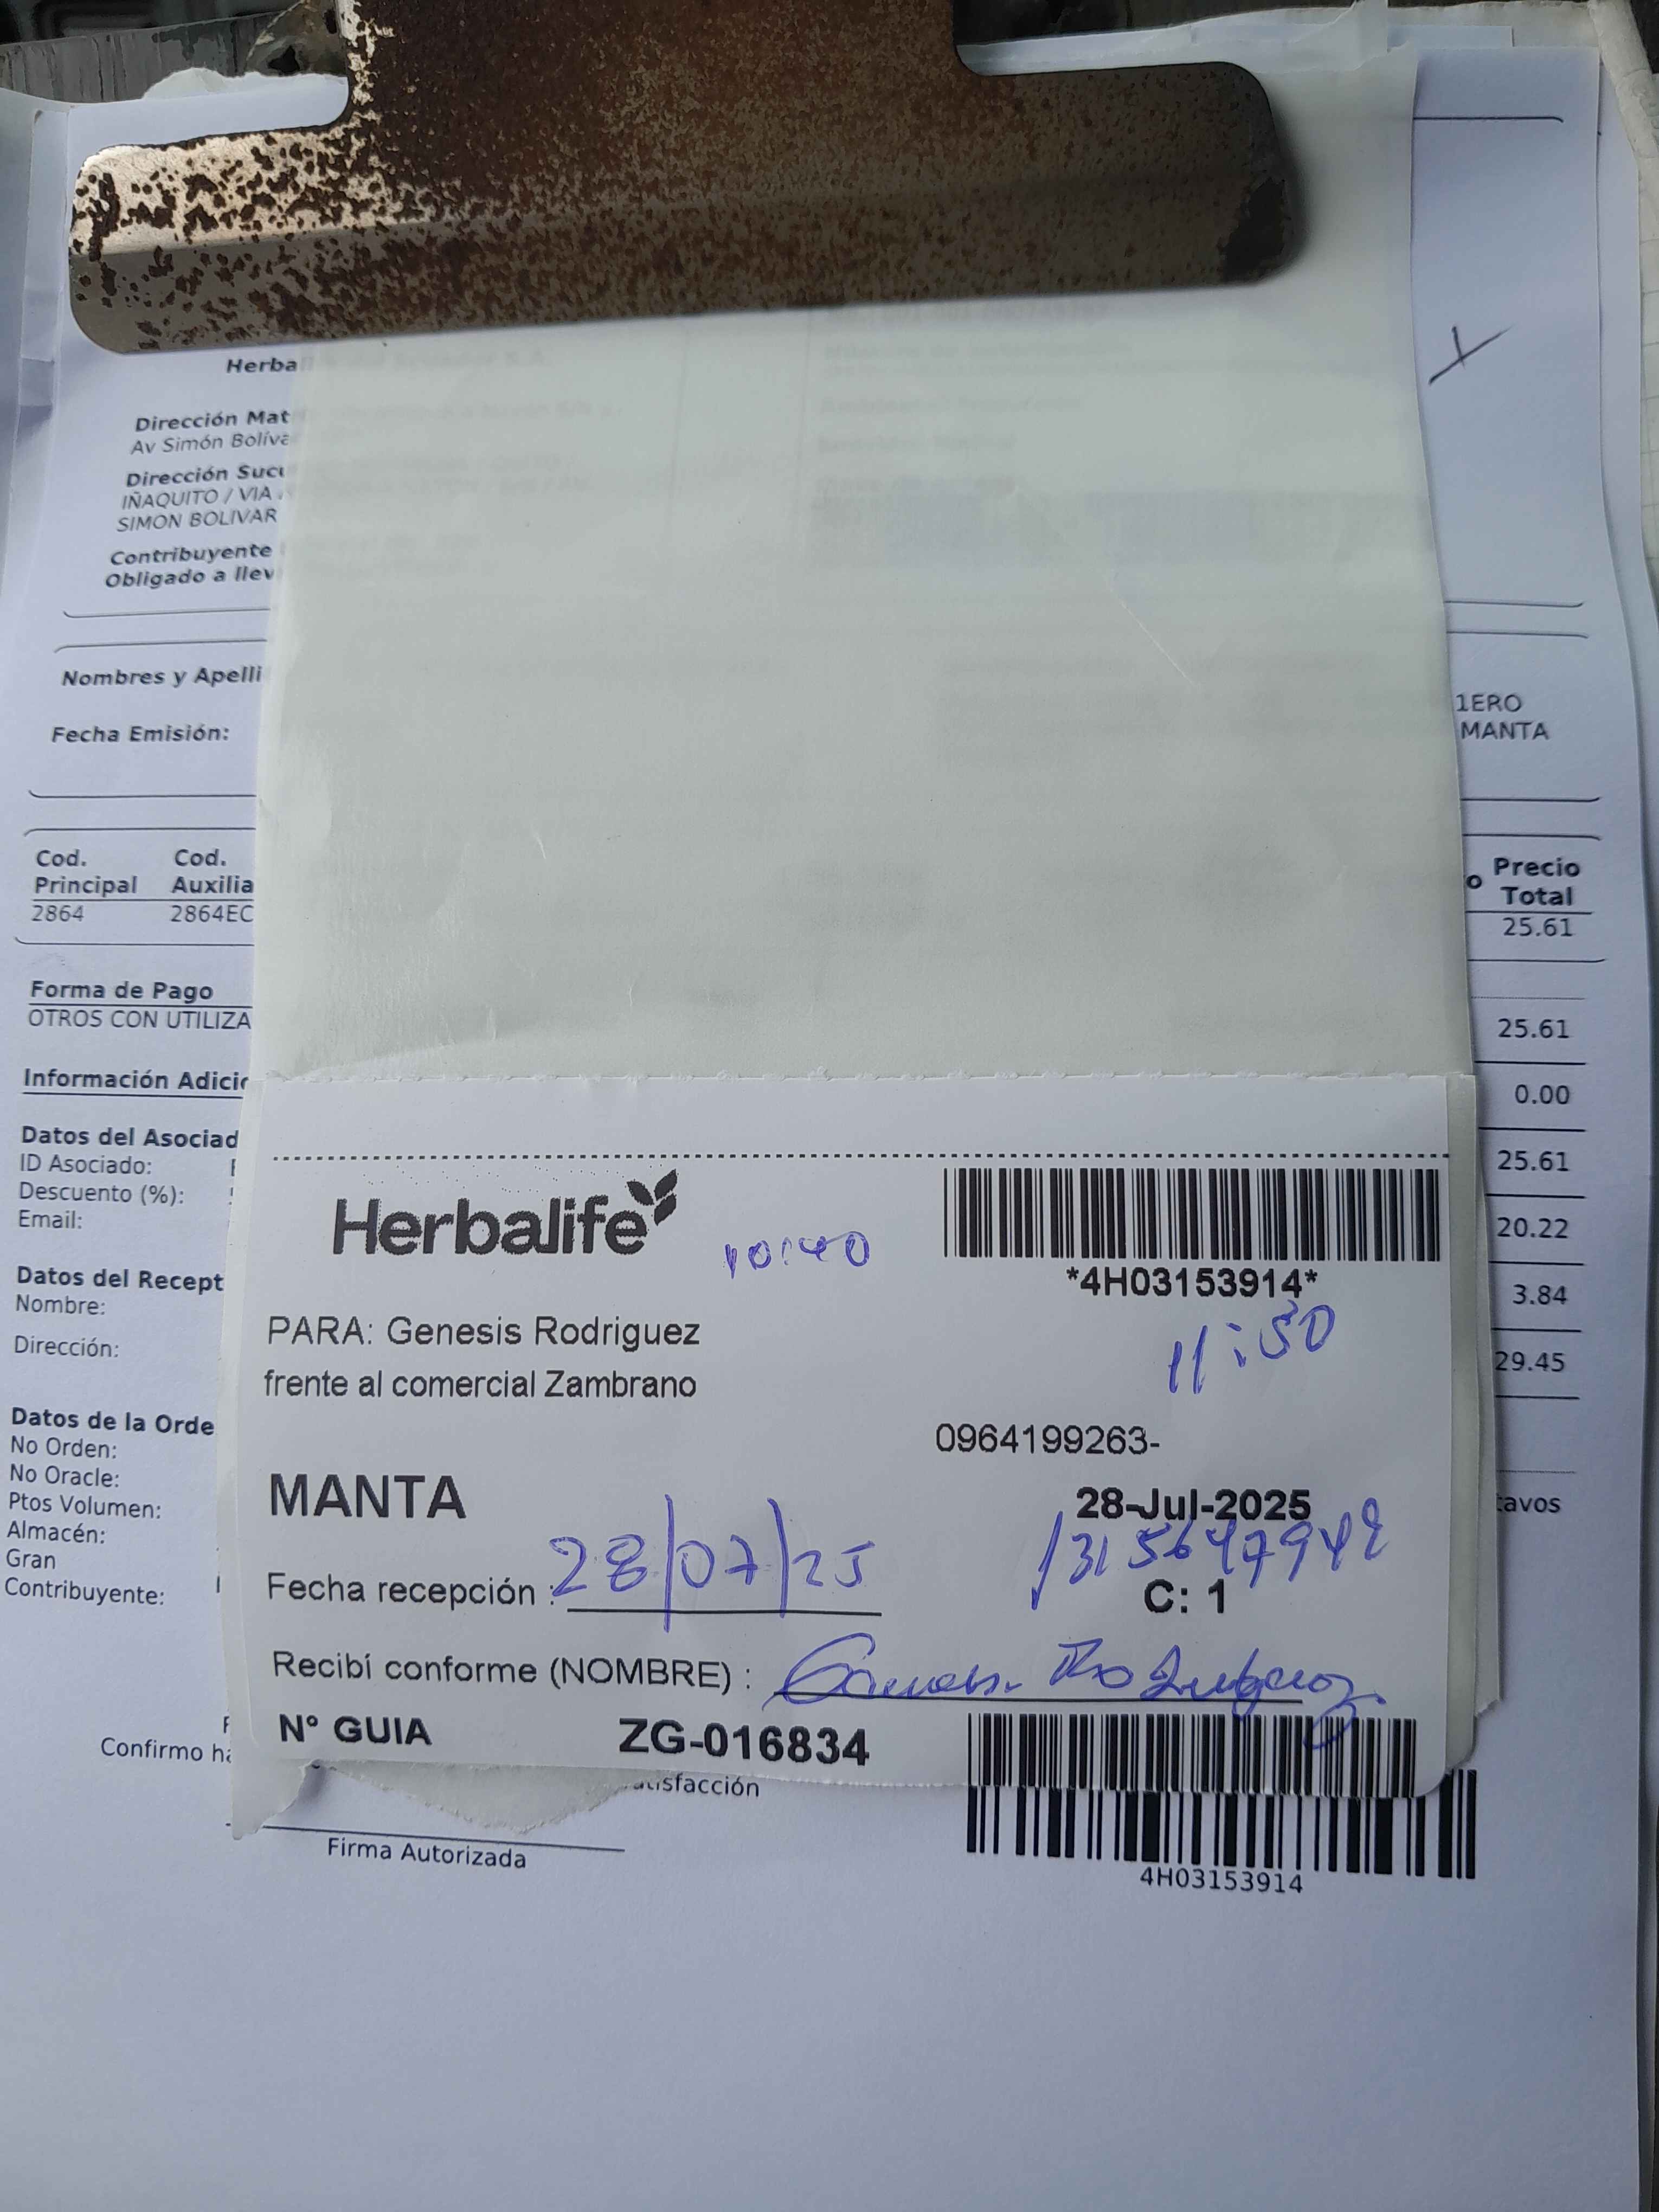 Herba
Dirección Mat
Av Simón Bolíva
Dirección Sucu
IÑAQUITO / VIA
SIMON BOLIVAR
Contribuyente
Obligado a llev
Nombres y Apelli
1ERO
Fecha Emisión:
MANTA
Cod. Principal
Cod. Auxilia
o
Precio Total
2864 2864EC 25.61
Forma de Pago
OTROS CON UTILIZA
25.61
Información Adici
0.00
Datos del Asociad
ID Asociado:
25.61
Descuento (%):
Email:
20.22
Datos del Recept
Nombre:
3.84
Dirección:
29.45
Datos de la Orde
No Orden:
No Oracle:
Ptos Volumen:
tavos
Almacén:
Gran
Contribuyente:
Herbalife
10:40
*4H03153914*
PARA: Genesis Rodriguez
11:30
frente al comercial Zambrano
0964199263-
MANTA
28-Jul-2025
Fecha recepción : 28/07/25
C: 1
Recibí conforme (NOMBRE) :
N° GUIA ZG-016834
Confirmo ha
tisfacción
Firma Autorizada
4H03153914